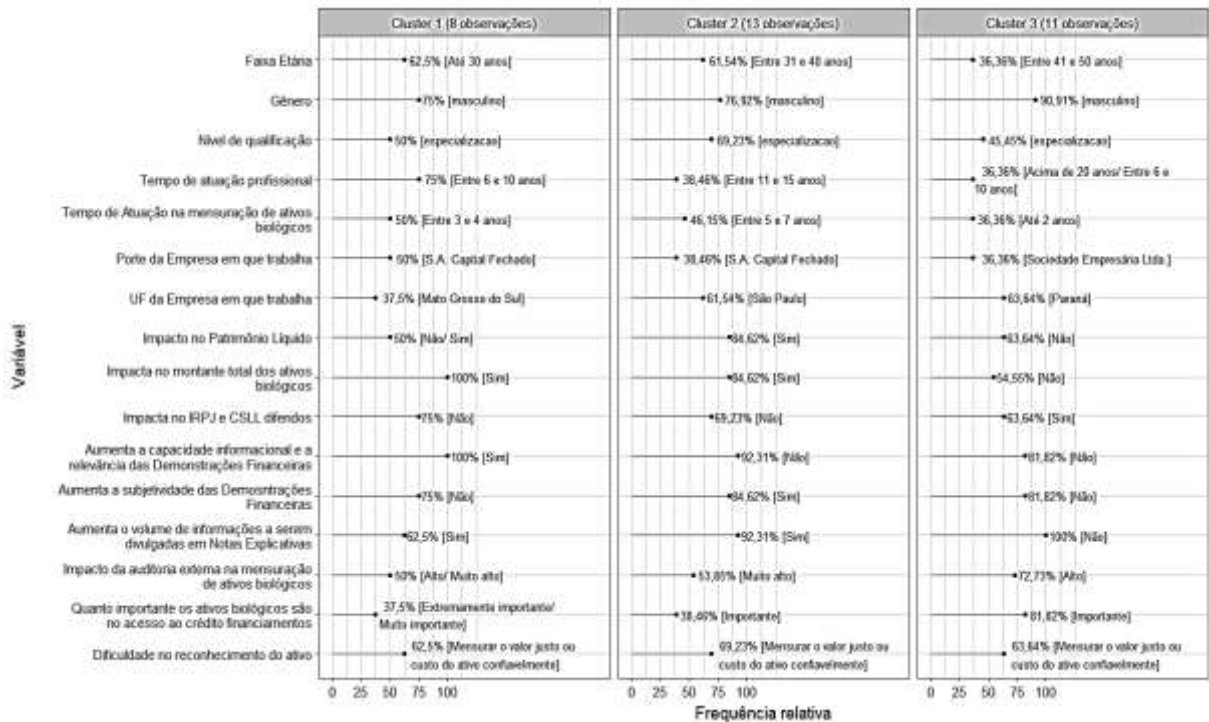 Cluster 1 (8 observações) Cluster 2 (13 observações) Cluster 3 (11 observações)
Variável
Faixa Etária 62,5% [Até 30 anos] 61,54% [Entre 31 e 40 anos] 36,36% [Entre 41 e 50 anos]
Gênero 75% [masculino] 76,92% [masculino] 90,91% [masculino]
Nível de qualificação 50% [especializacao] 69,23% [especializacao] 45,45% [especializacao]
Tempo de atuação profissional 75% [Entre 6 e 10 anos] 38,46% [Entre 11 e 15 anos] 36,36% [Acima de 20 anos/ Entre 6 e
10 anos]
Tempo de Atuação na mensuração de ativos
biológicos 50% [Entre 3 e 4 anos] 46,15% [Entre 5 e 7 anos] 36,36% [Até 2 anos]
Porte da Empresa em que trabalha 50% [S.A. Capital Fechado] 38,46% [S.A. Capital Fechado] 36,36% [Sociedade Empresária Ltda.]
UF da Empresa em que trabalha 37,5% [Mato Grosso do Sul] 61,54% [São Paulo] 63,64% [Paraná]
Impacto no Patrimônio Líquido 50% [Não/ Sim] 84,62% [Sim] 63,64% [Não]
Impacta no montante total dos ativos
biológicos 100% [Sim] 84,62% [Sim] 54,55% [Não]
Impacta no IRPJ e CSLL diferidos 75% [Não] 69,23% [Não] 63,64% [Sim]
Aumenta a capacidade informacional e a
relevância das Demonstrações Financeiras 100% [Sim] 92,31% [Não] 81,82% [Não]
Aumenta a subjetividade das Demosntrações
Financeiras 75% [Não] 84,62% [Sim] 81,82% [Não]
Aumenta o volume de informações a serem
divulgadas em Notas Explicativas 62,5% [Sim] 92,31% [Sim] 100% [Não]
Impacto da auditoria externa na mensuração
de ativos biológicos 50% [Alto/ Muito alto] 53,85% [Muito alto] 72,73% [Alto]
Quanto importante os ativos biológicos são
no acesso ao crédito financiamentos 37,5% [Extremamente importante/
Muito importante] 38,46% [Importante] 81,82% [Importante]
Dificuldade no reconhecimento do ativo 62,5% [Mensurar o valor justo ou
custo do ativo confiavelmente] 69,23% [Mensurar o valor justo ou
custo do ativo confiavelmente] 63,64% [Mensurar o valor justo ou
custo do ativo confiavelmente]
0 25 50 75 100 0 25 50 75 100 0 25 50 75 100
Frequência relativa